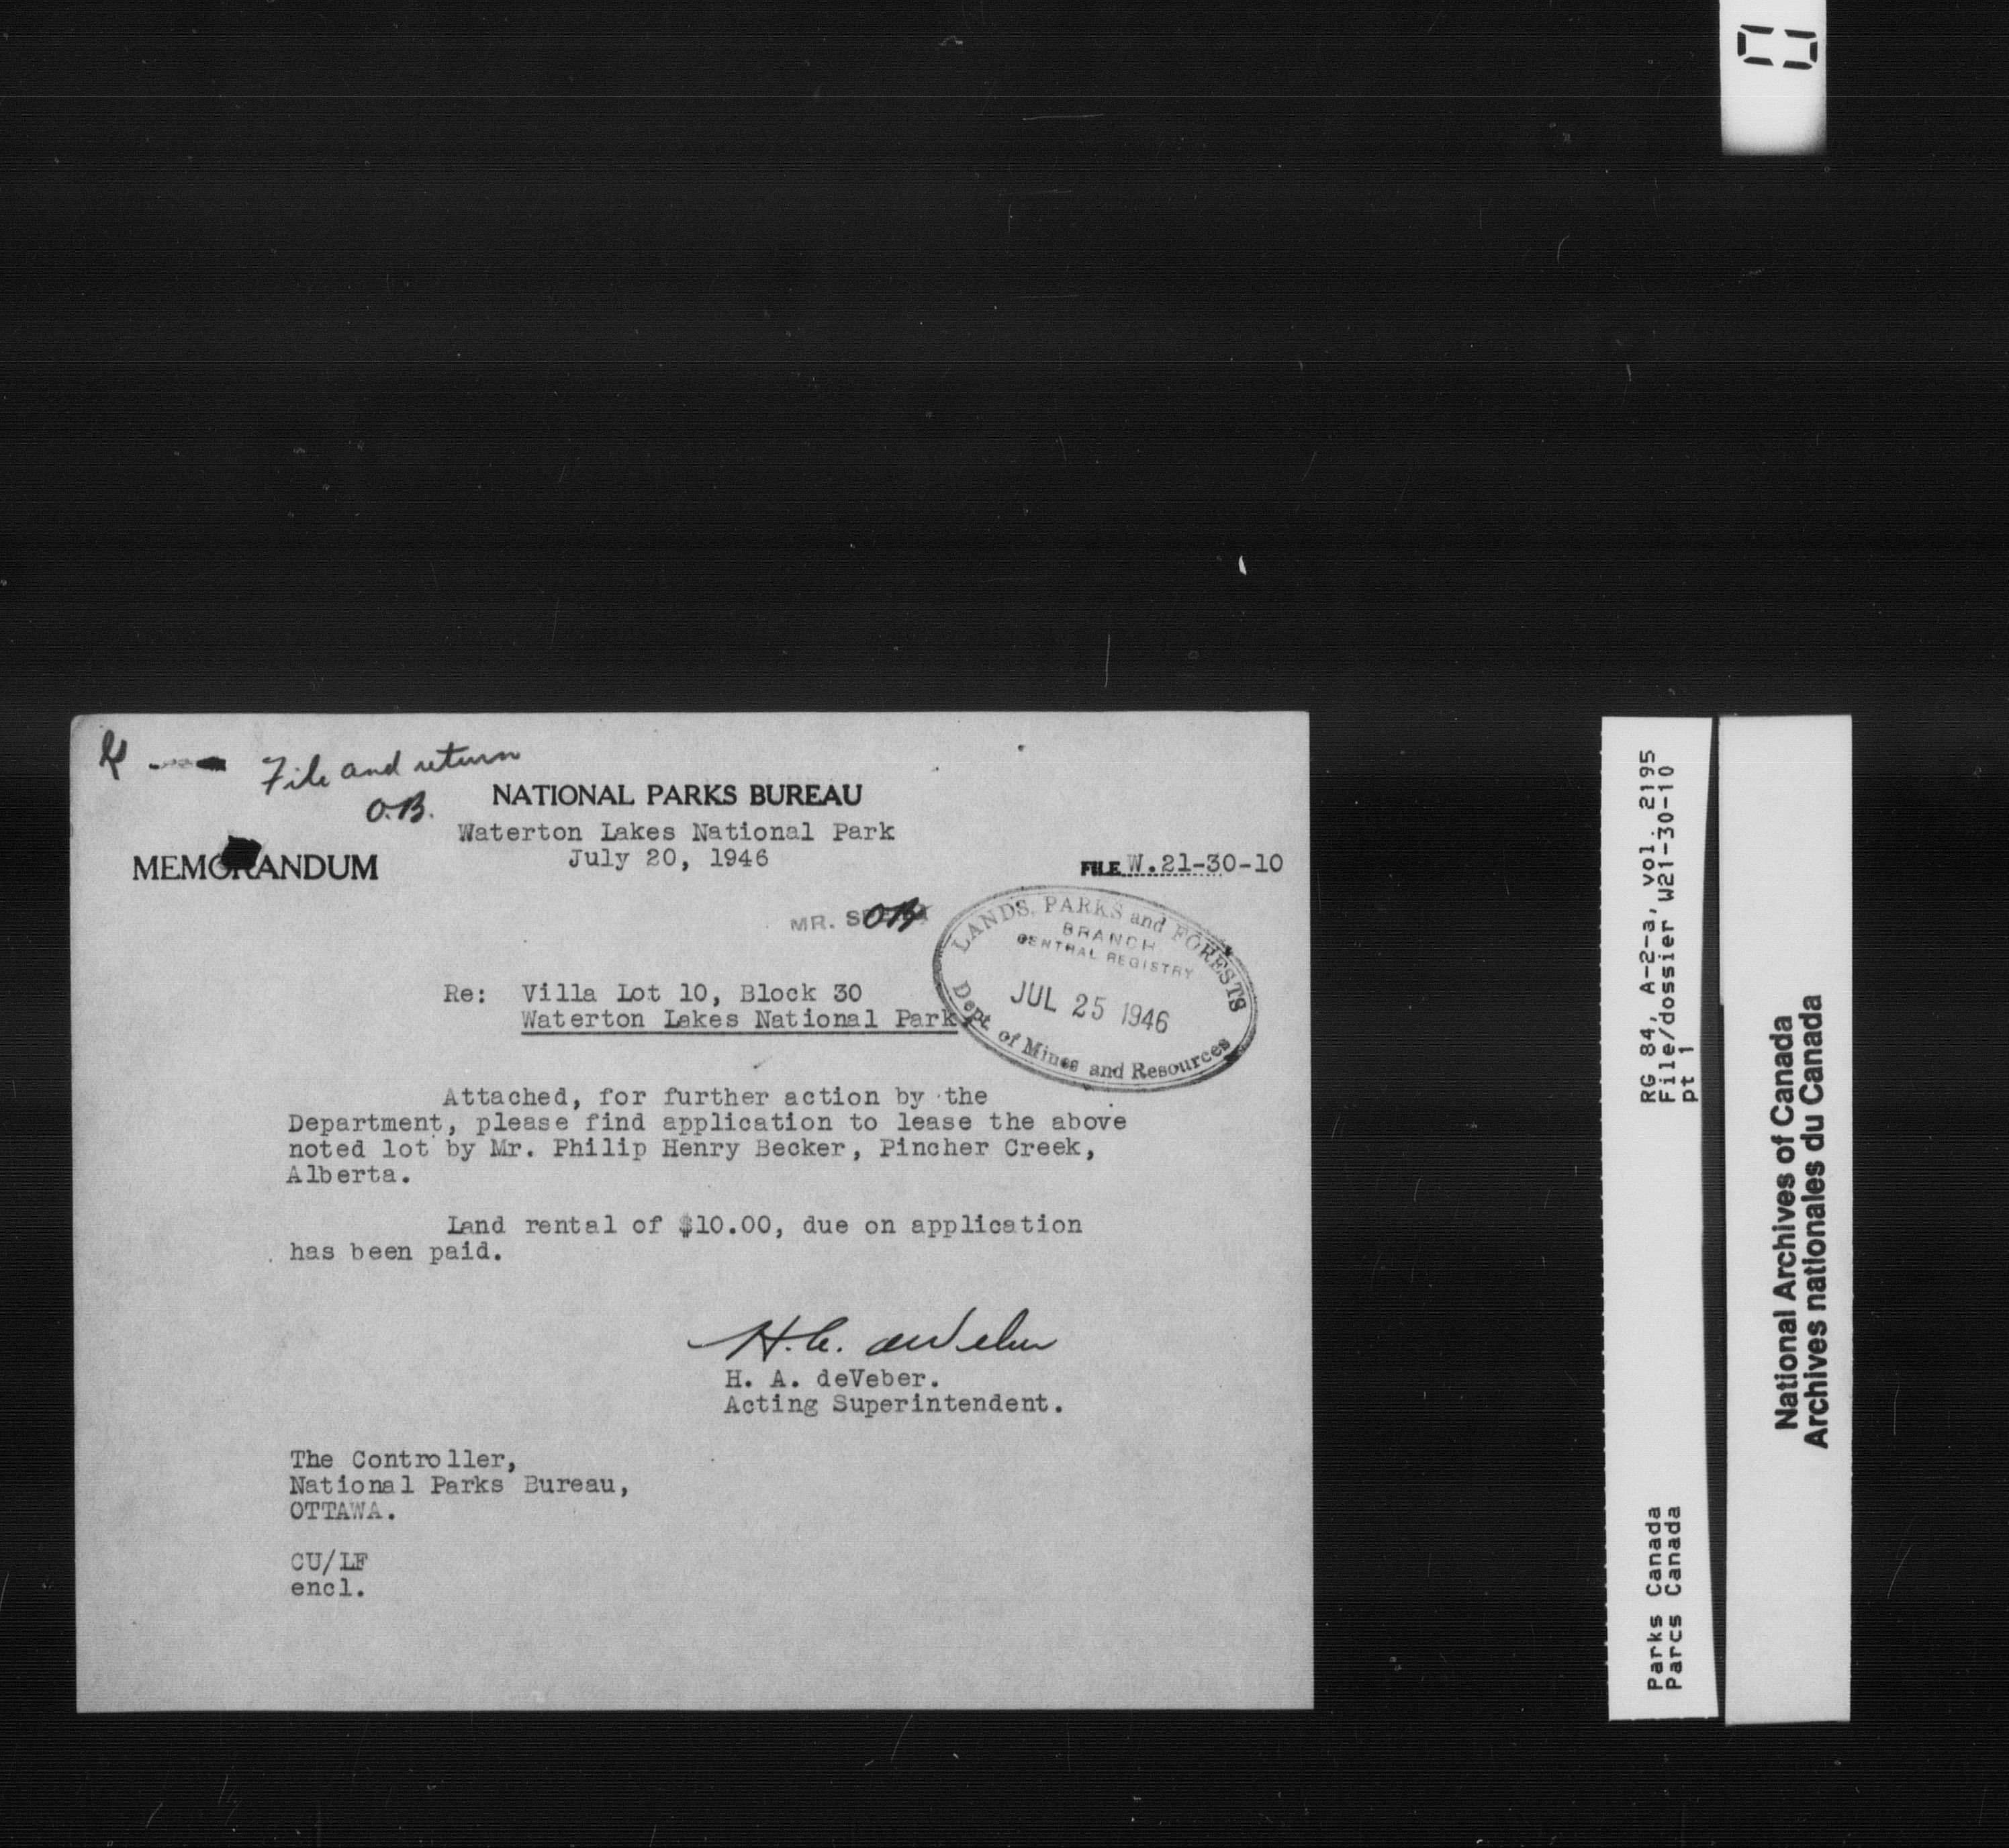 File and return
O.B.
NATIONAL PARKS BUREAU
Waterton Lakes National Park
July 20, 1946
MEMORANDUM
FILE W.21-30-10
MR. OB
LANDS, PARKS and FORESTS
BRANCH
CENTRAL REGISTRY
JUL 25 1946
Dept of Mines and Resources
Re: Villa Lot 10, Block 30
Waterton Lakes National Park
Attached, for further action by the
Department, please find application to lease the above
noted lot by Mr. Philip Henry Becker, Pincher Creek,
Alberta.
Land rental of $10.00, due on application
has been paid.
H. A. deVeber
H. A. deVeber.
Acting Superintendent.
The Controller,
National Parks Bureau,
OTTAWA.
CU/LF
encl.
RG 84, A-2-a, vol. 2195
File/dossier W21-30-10
pt 1
Parks Canada
Parcs Canada
National Archives of Canada
Archives nationales du Canada